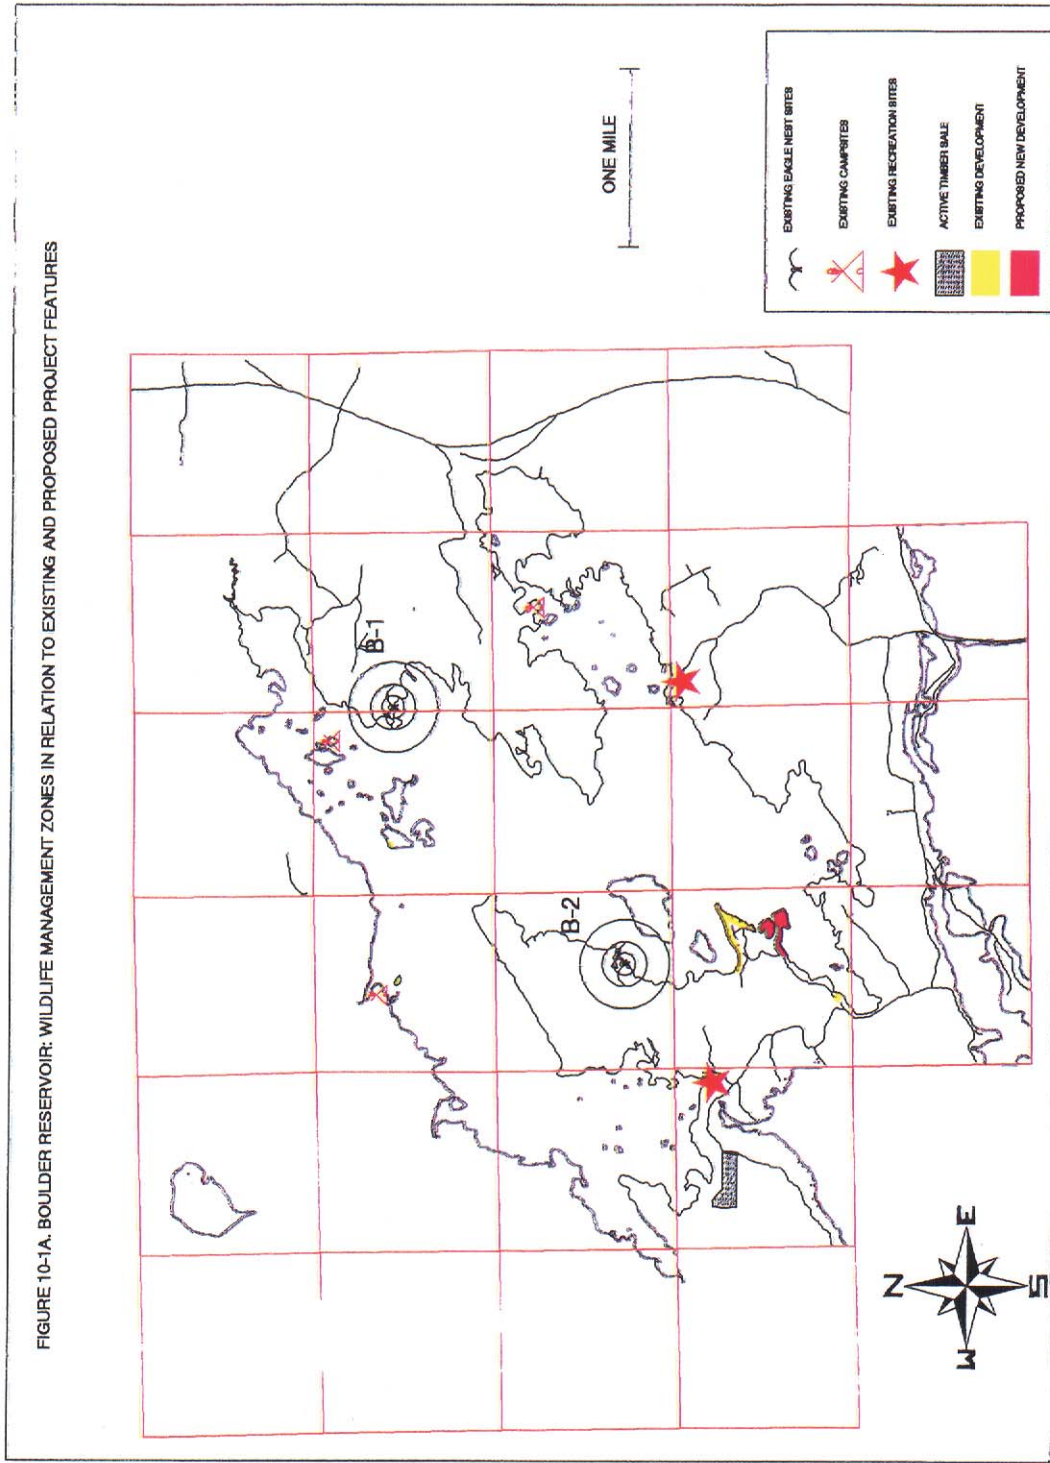 FIGURE 10-1A. BOULDER RESERVOIR: WILDLIFE MANAGEMENT ZONES IN RELATION TO EXISTING AND PROPOSED PROJECT FEATURES
B-1
B-2
ONE MILE
EXISTING EAGLE NEST SITES
EXISTING CAMPSITES
EXISTING RECREATION SITES
ACTIVE TIMBER SALE
EXISTING DEVELOPMENT
PROPOSED NEW DEVELOPMENT
N
W
E
S